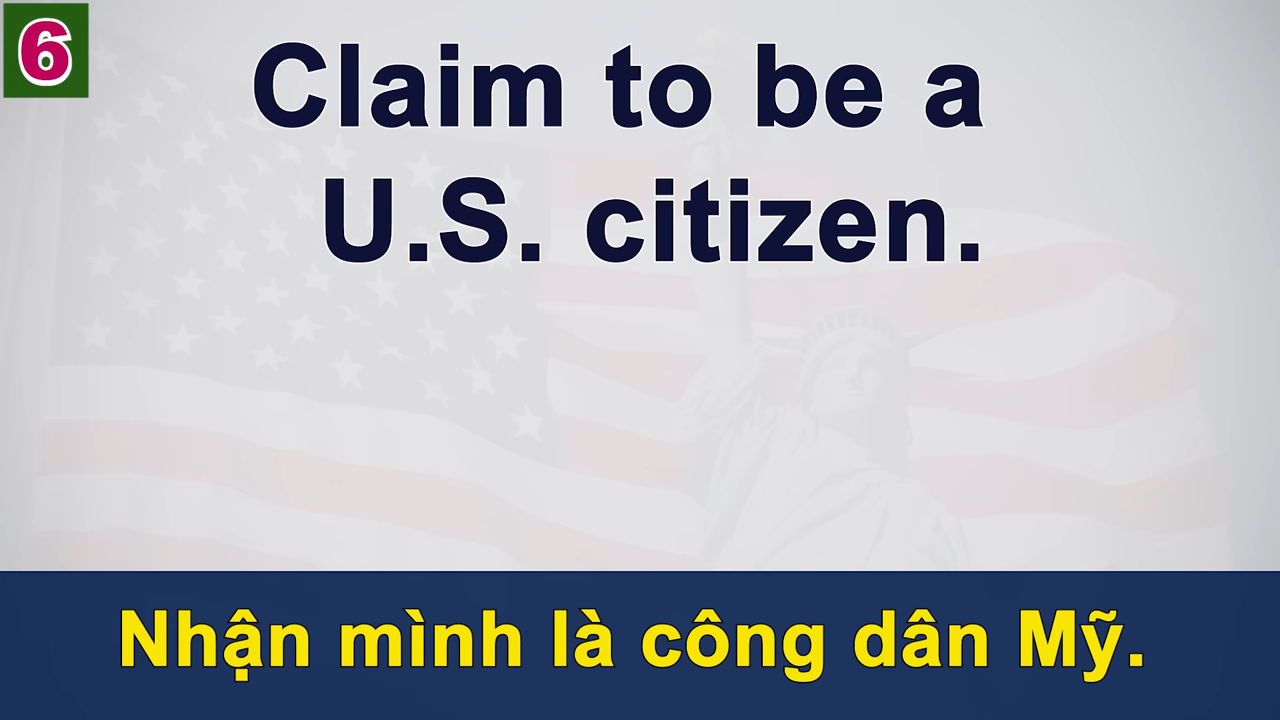 6
Claim to be a
U.S. citizen.
Nhận mình là công dân Mỹ.